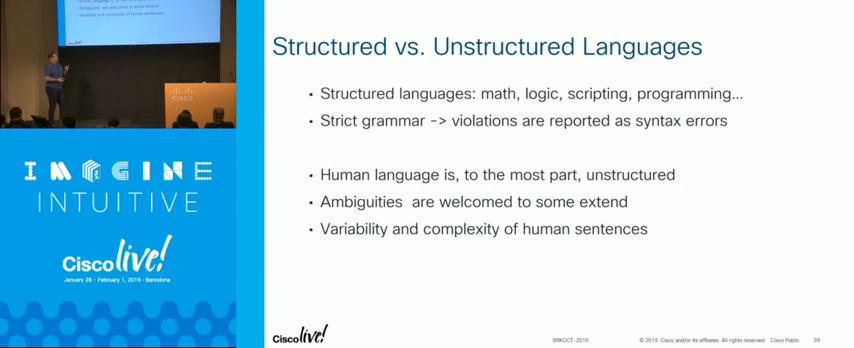 Structured vs. Unstructured Languages
• Structured languages: math, logic, scripting, programming...
• Strict grammar -> violations are reported as syntax errors
• Human language is, to the most part, unstructured
• Ambiguities are welcomed to some extend
• Variability and complexity of human sentences
CISCO
IMAGINE
INTUITIVE
Cisco live!
January 28 - February 1, 2019 · Barcelona
Cisco live!
BRKCCT-2510
© 2019 Cisco and/or its affiliates. All rights reserved. Cisco Public
59